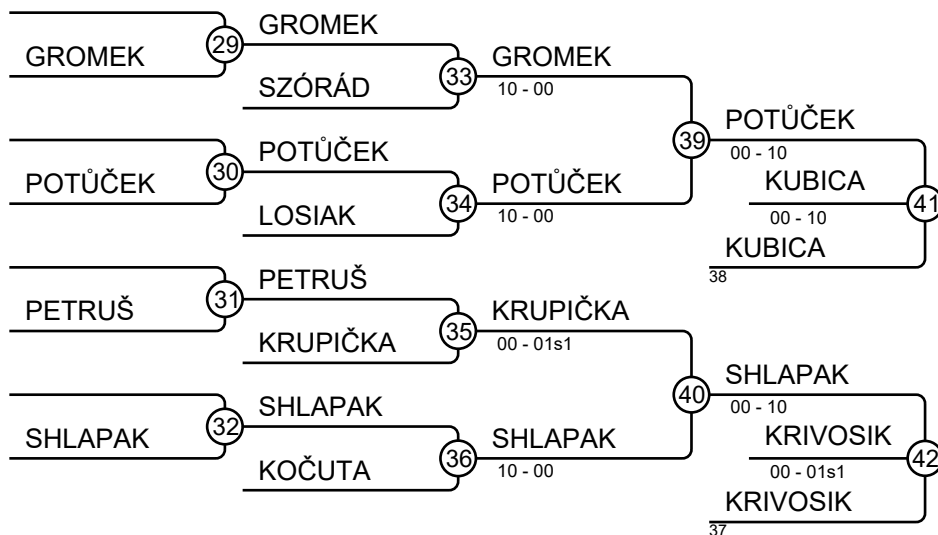 GROMEK
29
GROMEK
SZÓRÁD
33
GROMEK
10 - 00
POTŮČEK
30
POTŮČEK
LOSIAK
34
POTŮČEK
10 - 00
39
POTŮČEK
00 - 10
KUBICA
00 - 10
41
KUBICA
38
PETRUŠ
31
PETRUŠ
KRUPIČKA
35
KRUPIČKA
00 - 01s1
SHLAPAK
32
SHLAPAK
KOČUTA
36
SHLAPAK
10 - 00
40
SHLAPAK
00 - 10
KRIVOSIK
00 - 01s1
42
KRIVOSIK
37